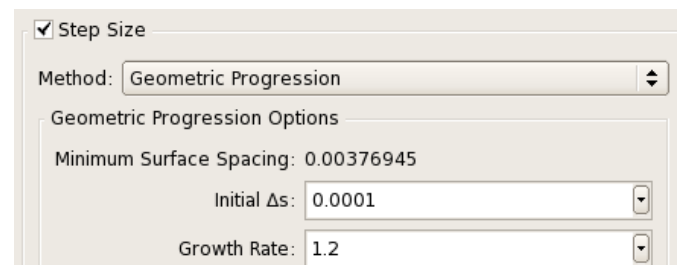 Step Size
Method: Geometric Progression
Geometric Progression Options
Minimum Surface Spacing: 0.00376945
Initial Δs: 0.0001
Growth Rate: 1.2